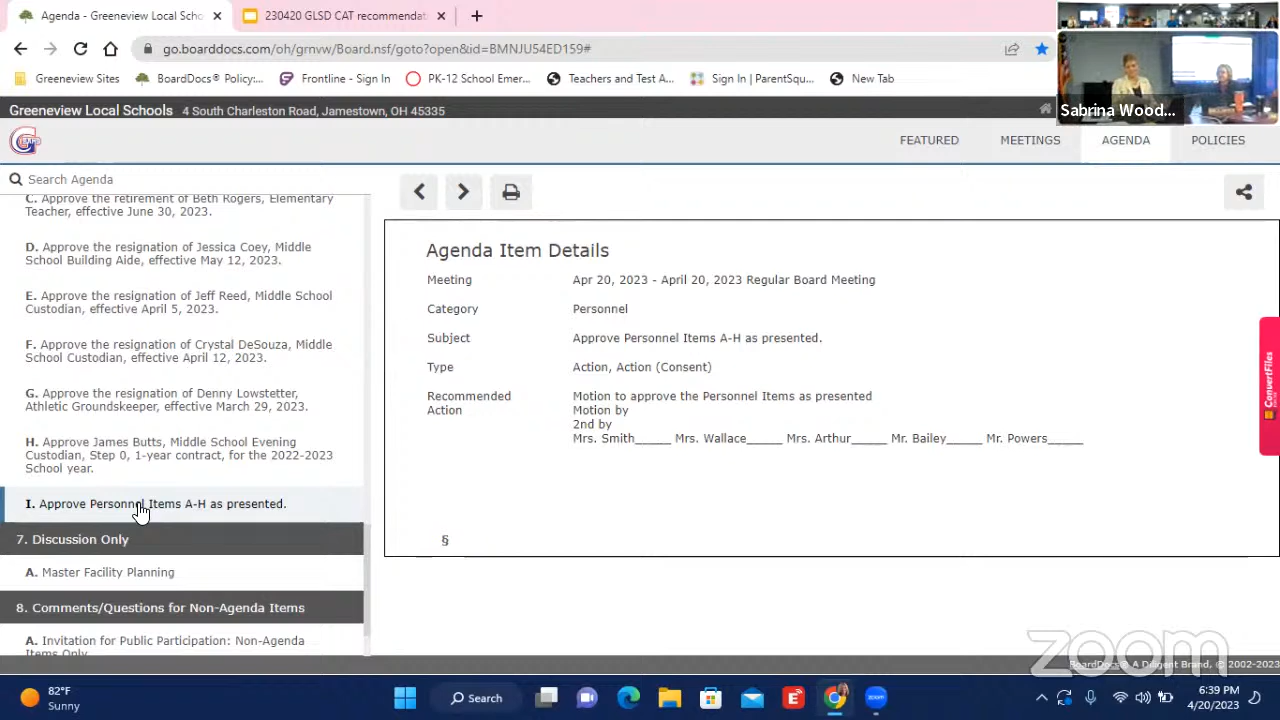 Agenda - Greeneview Local Scho
230420 GLSD CAT recommendat
go.boarddocs.com/oh/grnvw/Board.nsf/goto?open&id=BMNJU54ED159#
Greeneview Sites
BoardDocs® Policy:...
Frontline - Sign In
PK-12 School Emer...
Teachers and Test A...
Sign In | ParentSqu...
New Tab
Sabrina Wood...
Greeneview Local Schools 4 South Charleston Road, Jamestown, OH 45335
FEATURED
MEETINGS
AGENDA
POLICIES
Search Agenda
C. Approve the retirement of Beth Rogers, Elementary
Teacher, effective June 30, 2023.
D. Approve the resignation of Jessica Coey, Middle
School Building Aide, effective May 12, 2023.
E. Approve the resignation of Jeff Reed, Middle School
Custodian, effective April 5, 2023.
F. Approve the resignation of Crystal DeSouza, Middle
School Custodian, effective April 12, 2023.
G. Approve the resignation of Denny Lowstetter,
Athletic Groundskeeper, effective March 29, 2023.
H. Approve James Butts, Middle School Evening
Custodian, Step 0, 1-year contract, for the 2022-2023
School year.
I. Approve Personnel Items A-H as presented.
7. Discussion Only
A. Master Facility Planning
8. Comments/Questions for Non-Agenda Items
A. Invitation for Public Participation: Non-Agenda
Items Only
Agenda Item Details
Meeting Apr 20, 2023 - April 20, 2023 Regular Board Meeting
Category Personnel
Subject Approve Personnel Items A-H as presented.
Type Action, Action (Consent)
Recommended Motion to approve the Personnel Items as presented
Action Motion by
2nd by
Mrs. Smith_____ Mrs. Wallace_____ Mrs. Arthur_____ Mr. Bailey_____ Mr. Powers_____
§
ConvertFiles
zoom
BoardDocs® A Diligent Brand, © 2002-2023
82°F
Sunny
Search
6:39 PM
4/20/2023